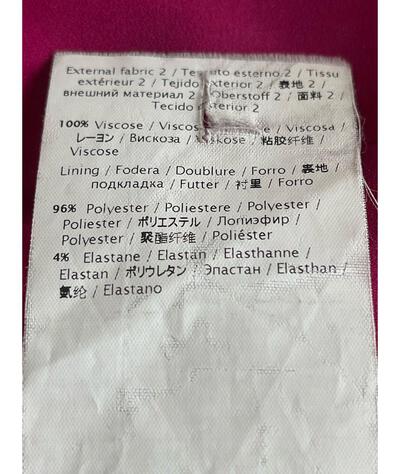 External fabric 2 / Tessuto esterno 2 / Tissu
extérieur 2 / Tejido exterior 2 / 表地 2 /
внешний материал 2 / Oberstoff 2 / 面料 2 /
Tecido exterior 2
100% Viscose / Viscosa / Viscose / Viscosa /
レーヨン / Вискоза / Viskose / 粘胶纤维 /
Viscose
Lining / Fodera / Doublure / Forro / 裏地 /
подкладка / Futter / 衬里 / Forro
96% Polyester / Poliestere / Polyester /
Poliester / ポリエステル / Лопиэфир /
Polyester / 聚酯纤维 / Poliéster
4% Elastane / Elastan / Elasthanne /
Elastan / ポリウレタン / Эпастан / Elasthan /
氨纶 / Elastano